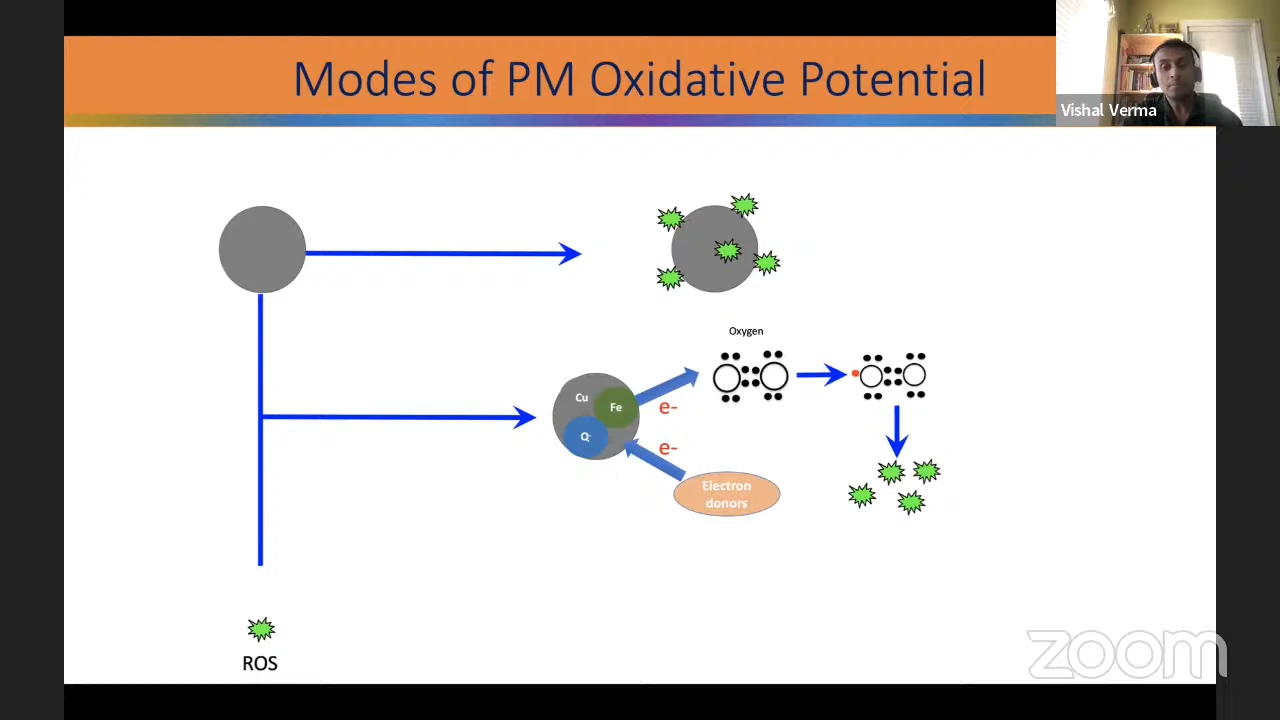 Modes of PM Oxidative Potential
Vishal Verma
Oxygen
Cu
Fe
Q-
e-
e-
Electron
donors
ROS
zoom